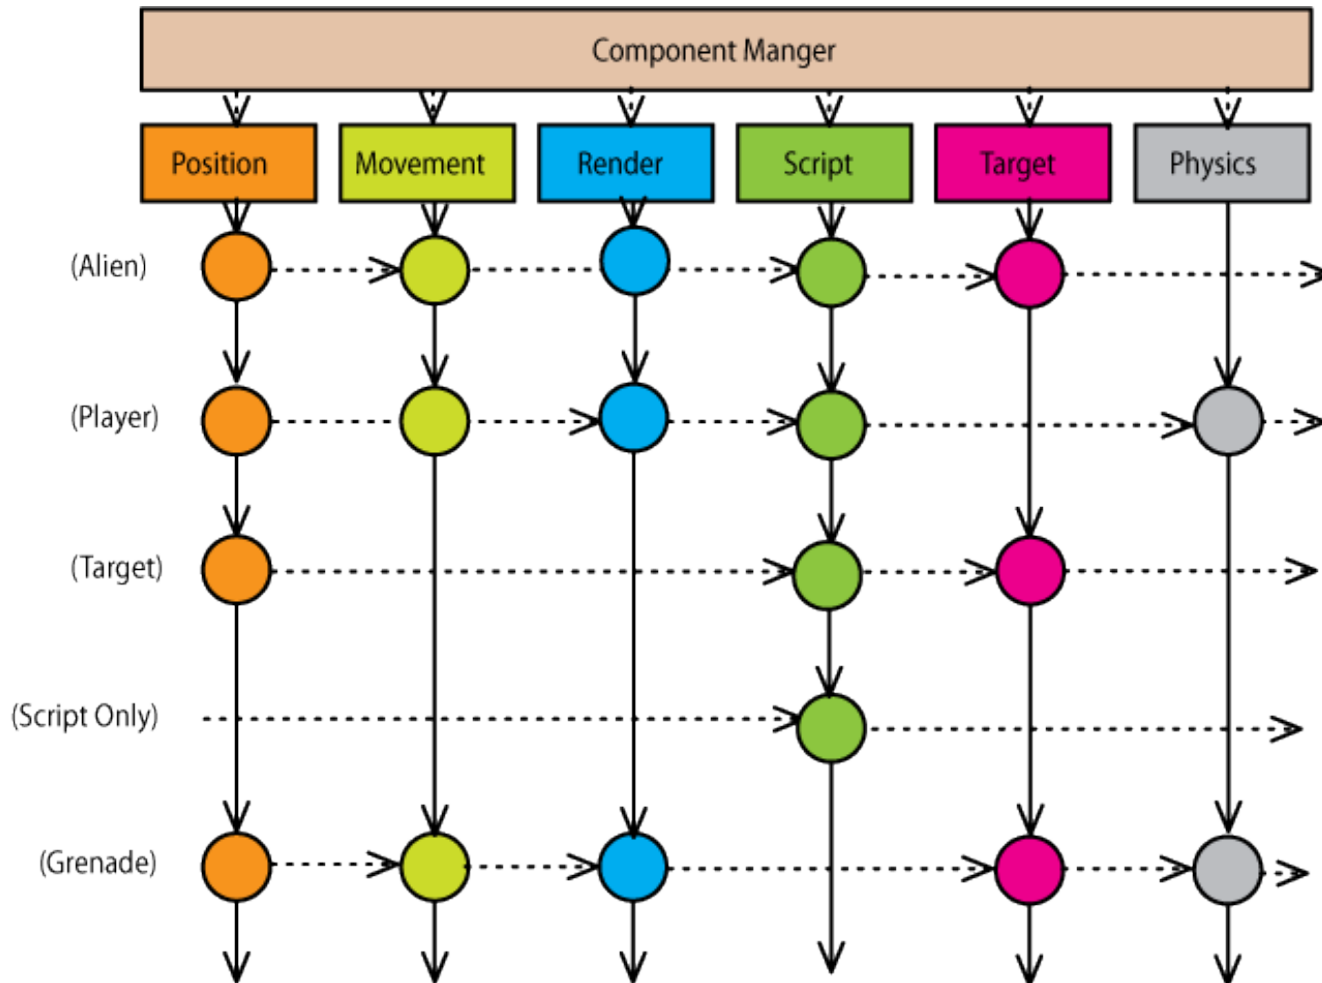 Component Manger
Position Movement Render Script Target Physics
(Alien)
(Player)
(Target)
(Script Only)
(Grenade)